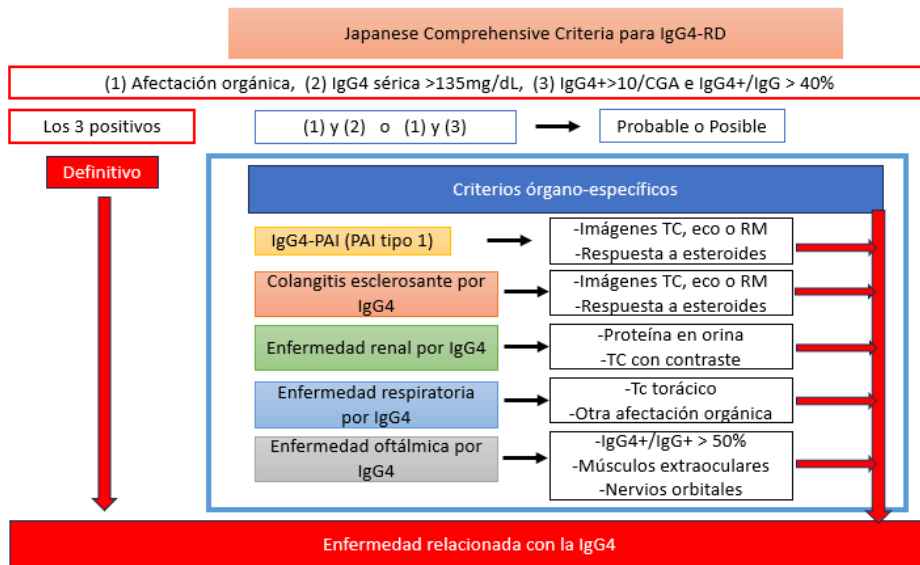 Japanese Comprehensive Criteria para IgG4-RD
(1) Afectación orgánica, (2) IgG4 sérica >135mg/dL, (3) IgG4+>10/CGA e IgG4+/IgG > 40%
Los 3 positivos
(1) y (2) o (1) y (3)
Probable o Posible
Definitivo
Criterios órgano-específicos
IgG4-PAI (PAI tipo 1)
-Imágenes TC, eco o RM
-Respuesta a esteroides
Colangitis esclerosante por
IgG4
-Imágenes TC, eco o RM
-Respuesta a esteroides
Enfermedad renal por IgG4
-Proteína en orina
-TC con contraste
Enfermedad respiratoria
por IgG4
-Tc torácico
-Otra afectación orgánica
Enfermedad oftálmica por
IgG4
-IgG4+/IgG+ > 50%
-Músculos extraoculares
-Nervios orbitales
Enfermedad relacionada con la IgG4